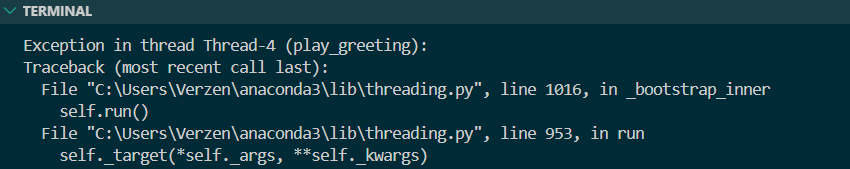 TERMINAL
Exception in thread Thread-4 (play_greeting):
Traceback (most recent call last):
  File "C:\Users\Verzen\anaconda3\lib\threading.py", line 1016, in _bootstrap_inner
    self.run()
  File "C:\Users\Verzen\anaconda3\lib\threading.py", line 953, in run
    self._target(*self._args, **self._kwargs)